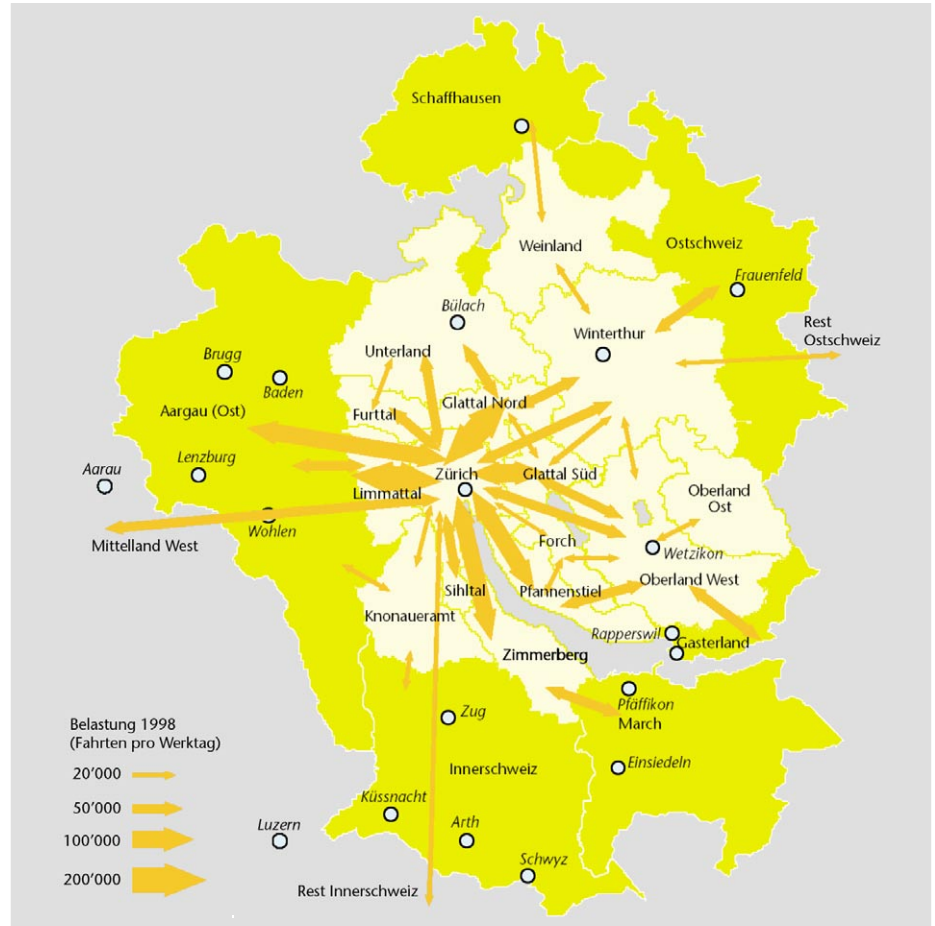 Schaffhausen
Weinland
Ostschweiz
Frauenfeld
Bülach
Winterthur
Rest
Ostschweiz
Unterland
Brugg
Baden
Glattal Nord
Aargau (Ost)
Furttal
Aarau
Lenzburg
Zürich
Glattal Süd
Limmattal
Oberland
Ost
Wohlen
Mittelland West
Forch
Wetzikon
Sihltal
Pfannenstiel
Oberland West
Knonaueramt
Rapperswil
Gasterland
Zimmerberg
Pfäffikon
March
Zug
Belastung 1998
(Fahrten pro Werktag)
20'000
50'000
100'000
200'000
Einsiedeln
Innerschweiz
Küssnacht
Luzern
Arth
Schwyz
Rest Innerschweiz